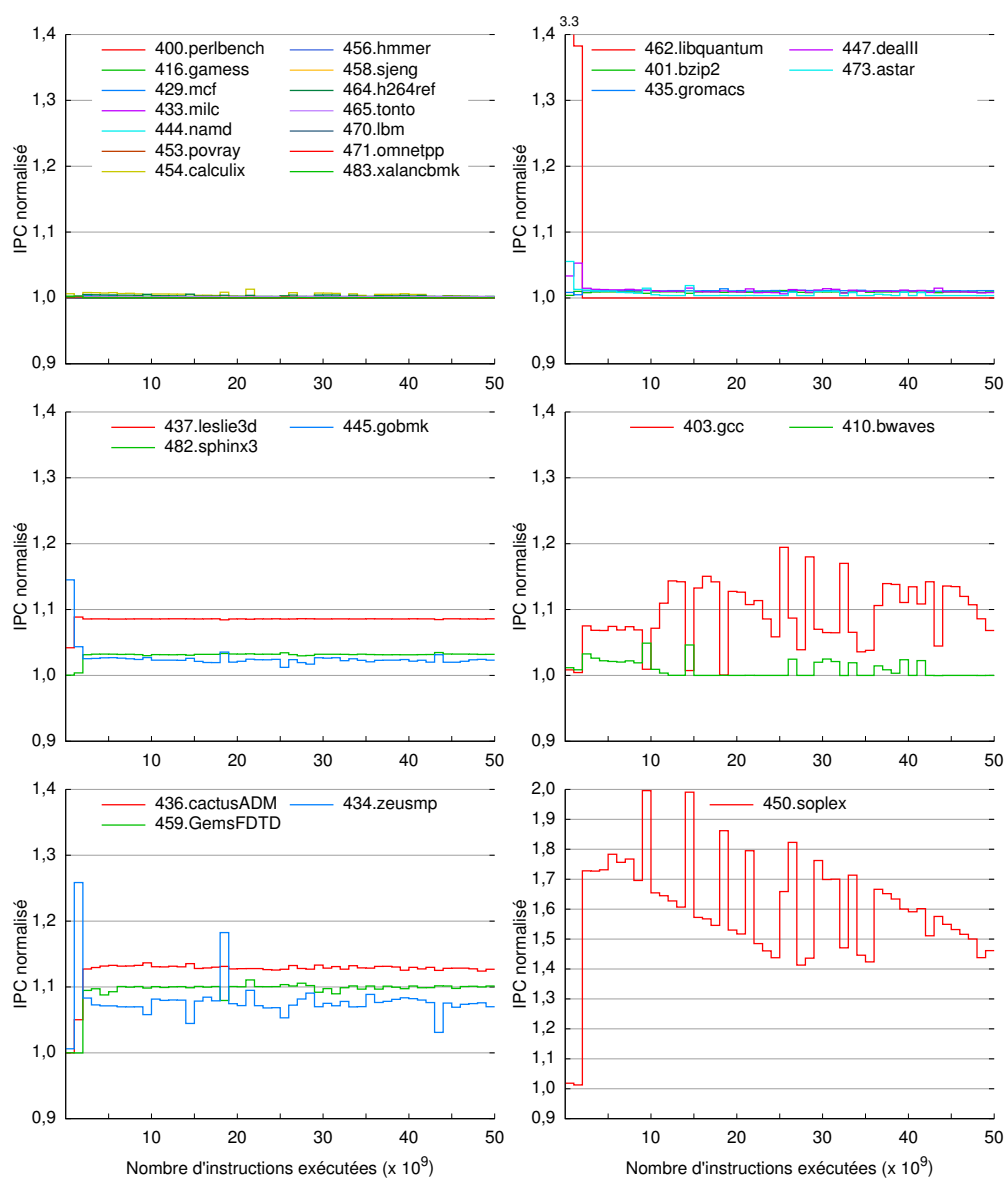 3.3
1,4
1,3
1,2
1,1
1,0
0,9
IPC normalisé
400.perlbench 456.hmmer
416.gamess 458.sjeng
429.mcf 464.h264ref
433.milc 465.tonto
444.namd 470.lbm
453.povray 471.omnetpp
454.calculix 483.xalancbmk
10 20 30 40 50
1,4
1,3
1,2
1,1
1,0
0,9
IPC normalisé
462.libquantum 447.dealII
401.bzip2 473.astar
435.gromacs
10 20 30 40 50
1,4
1,3
1,2
1,1
1,0
0,9
IPC normalisé
437.leslie3d 445.gobmk
482.sphinx3
10 20 30 40 50
1,4
1,3
1,2
1,1
1,0
0,9
IPC normalisé
403.gcc 410.bwaves
10 20 30 40 50
1,4
1,3
1,2
1,1
1,0
0,9
IPC normalisé
436.cactusADM 434.zeusmp
459.GemsFDTD
10 20 30 40 50
Nombre d'instructions exécutées (x 10⁹)
2,0
1,9
1,8
1,7
1,6
1,5
1,4
1,3
1,2
1,1
1,0
0,9
IPC normalisé
450.soplex
10 20 30 40 50
Nombre d'instructions exécutées (x 10⁹)